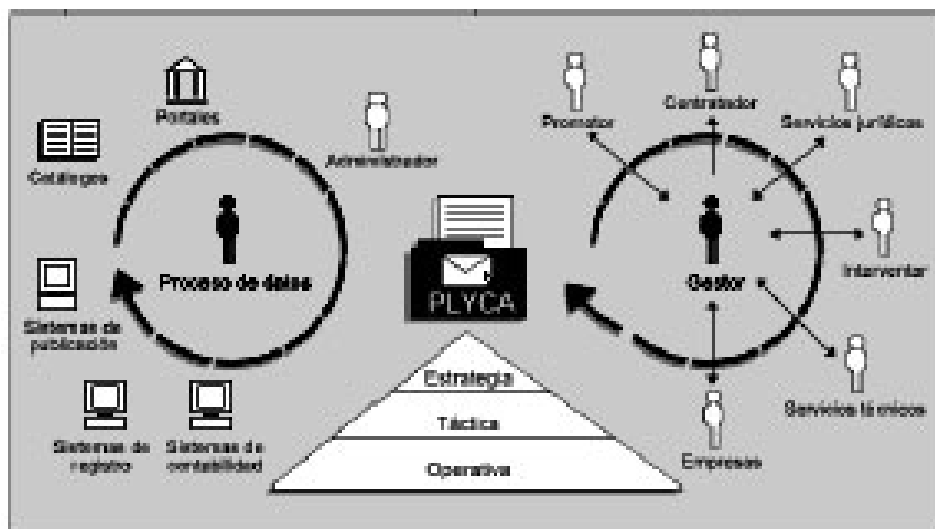 Portales
Catálogos
Administrador
Proceso de datos
Sistemas de
publicación
Sistemas de
registro
Sistemas de
contabilidad
PLYCA
Estrategia
Táctica
Operativa
Promotor
Contratador
Servicios jurídicos
Interventor
Gestor
Servicios técnicos
Empresas